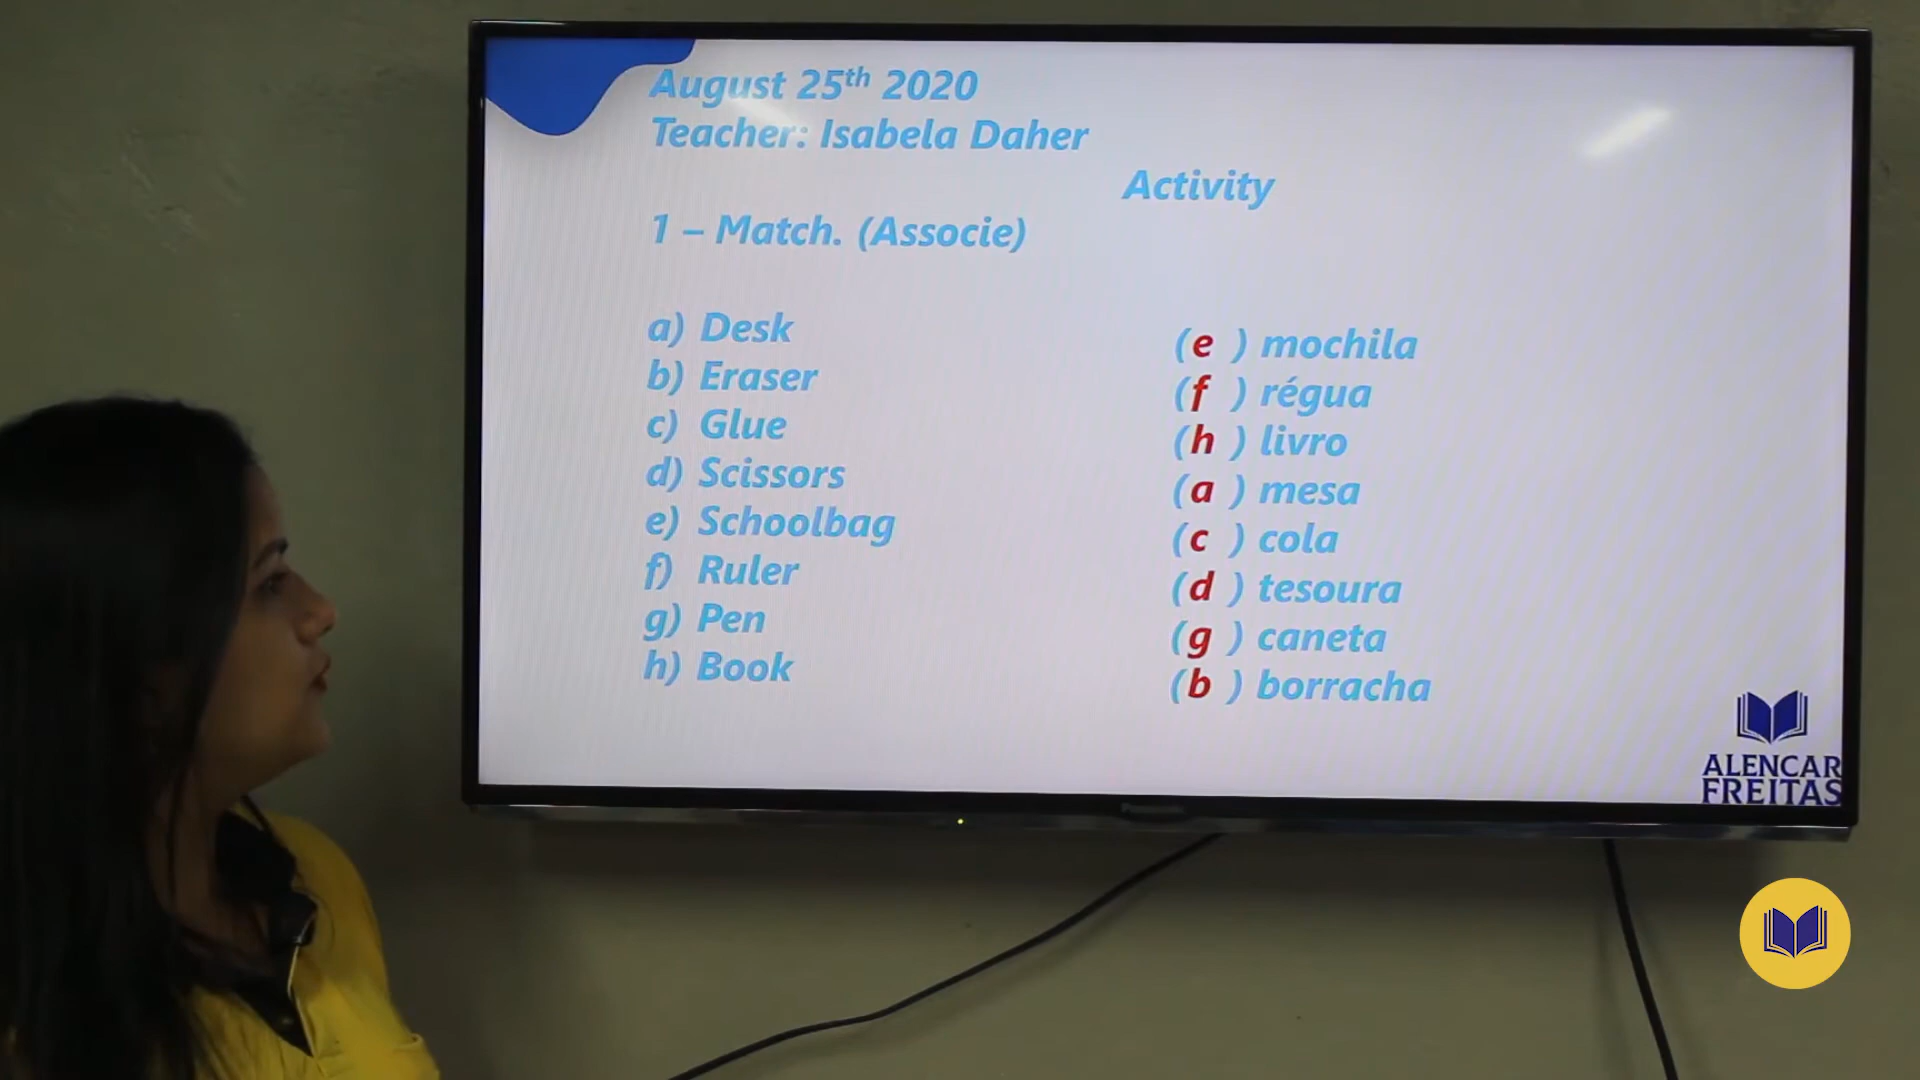 August 25th 2020
Teacher: Isabela Daher
Activity
1 – Match. (Associe)
a) Desk
b) Eraser
c) Glue
d) Scissors
e) Schoolbag
f) Ruler
g) Pen
h) Book
(e ) mochila
(f ) régua
(h ) livro
(a ) mesa
(c ) cola
(d ) tesoura
(g ) caneta
(b ) borracha
ALENCAR
FREITAS